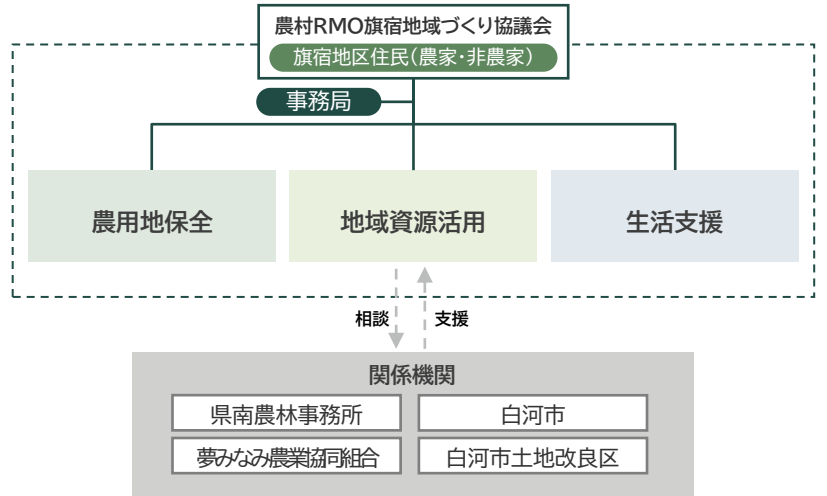 農村RMO旗宿地域づくり協議会
旗宿地区住民(農家・非農家)
事務局
農用地保全
地域資源活用
生活支援
相談
支援
関係機関
県南農林事務所
白河市
夢みなみ農業協同組合
白河市土地改良区